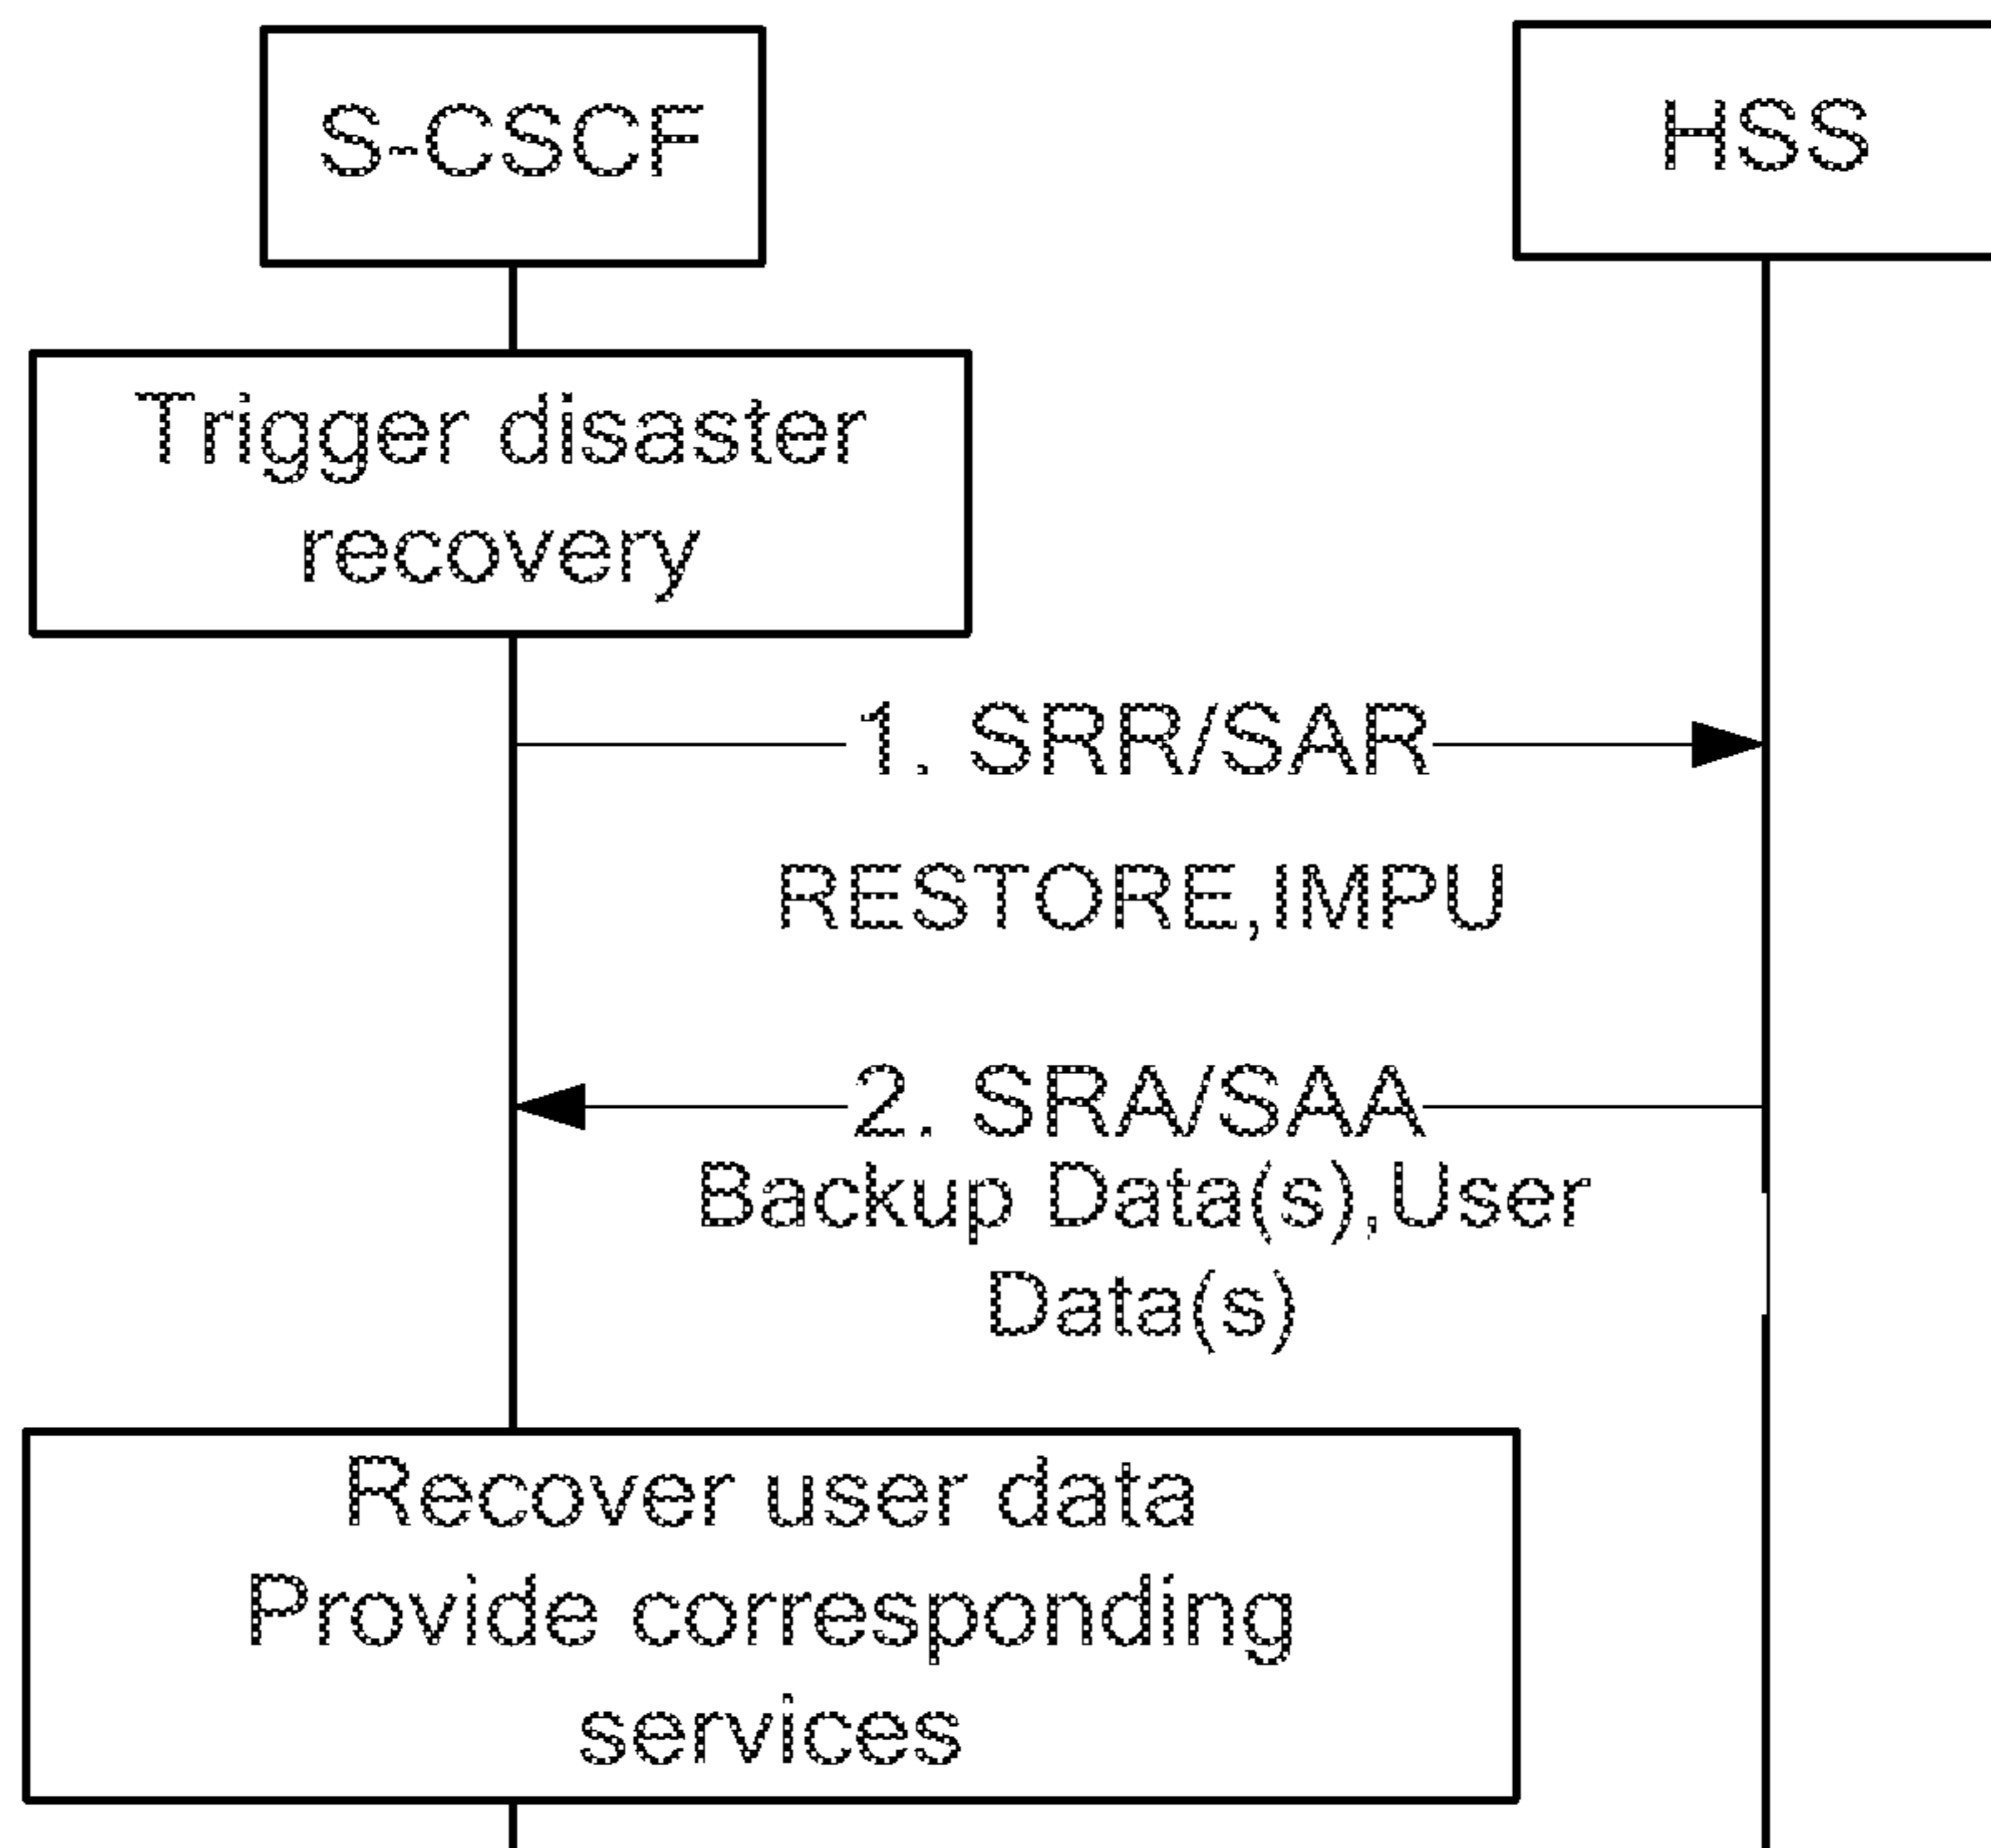 S-CSCF
HSS
Trigger disaster
recovery
1. SRR/SAR
RESTORE,IMPU
2. SRA/SAA
Backup Data(s),User
Data(s)
Recover user data
Provide corresponding
services